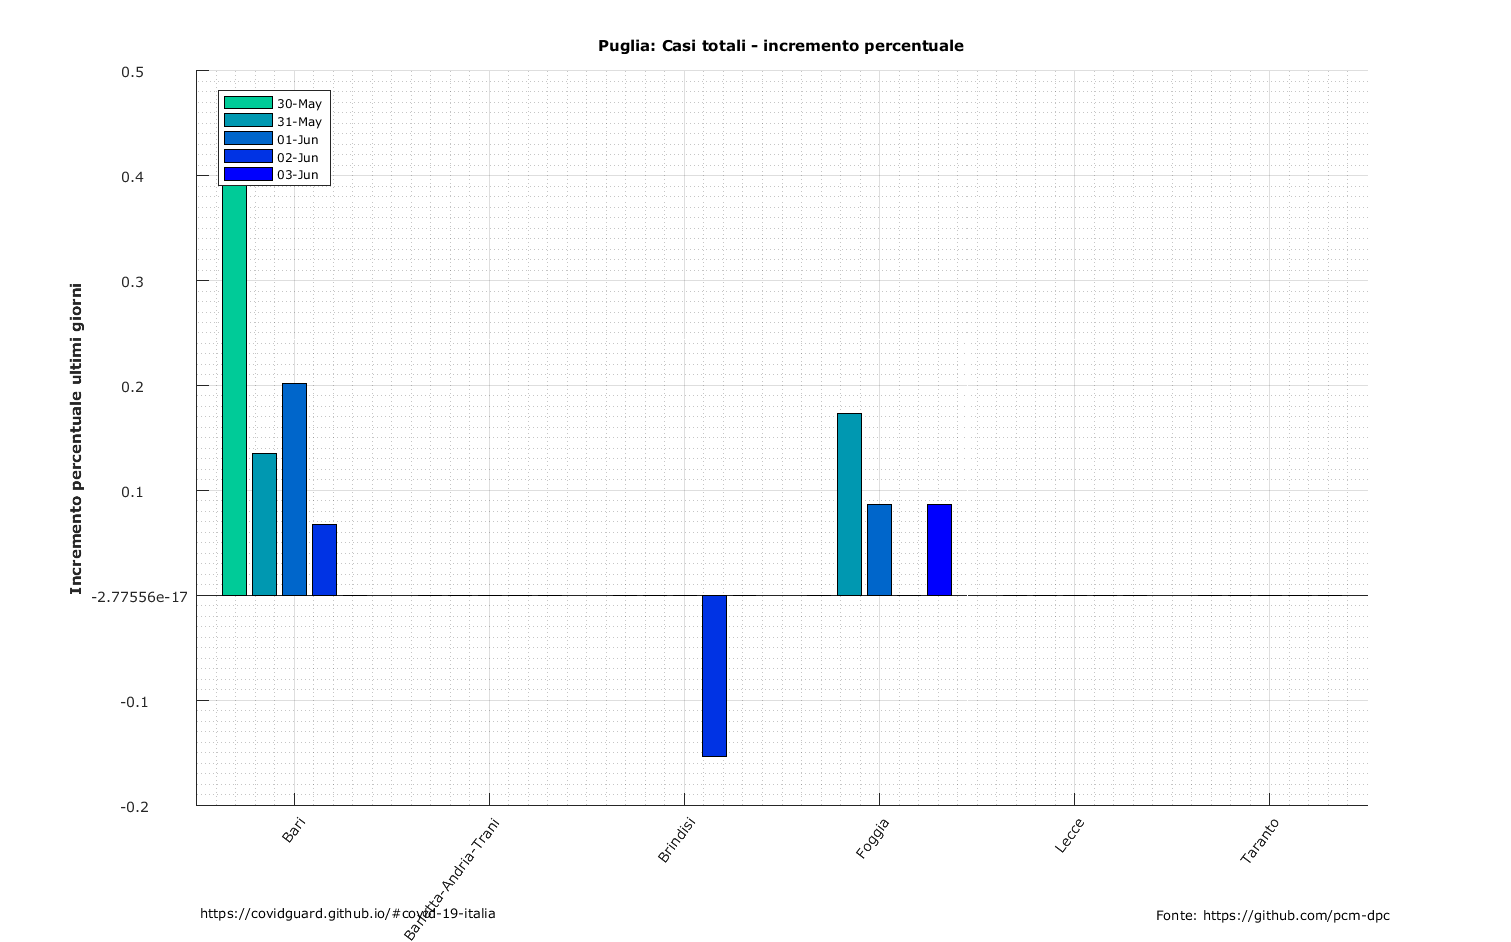 Puglia: Casi totali - incremento percentuale
0.5
0.4
0.3
0.2
0.1
-2.77556e-17
-0.1
-0.2
Incremento percentuale ultimi giorni
30-May
31-May
01-Jun
02-Jun
03-Jun
Bari
Barletta-Andria-Trani
Brindisi
Foggia
Lecce
Taranto
https://covidguard.github.io/#covid-19-italia
Fonte: https://github.com/pcm-dpc